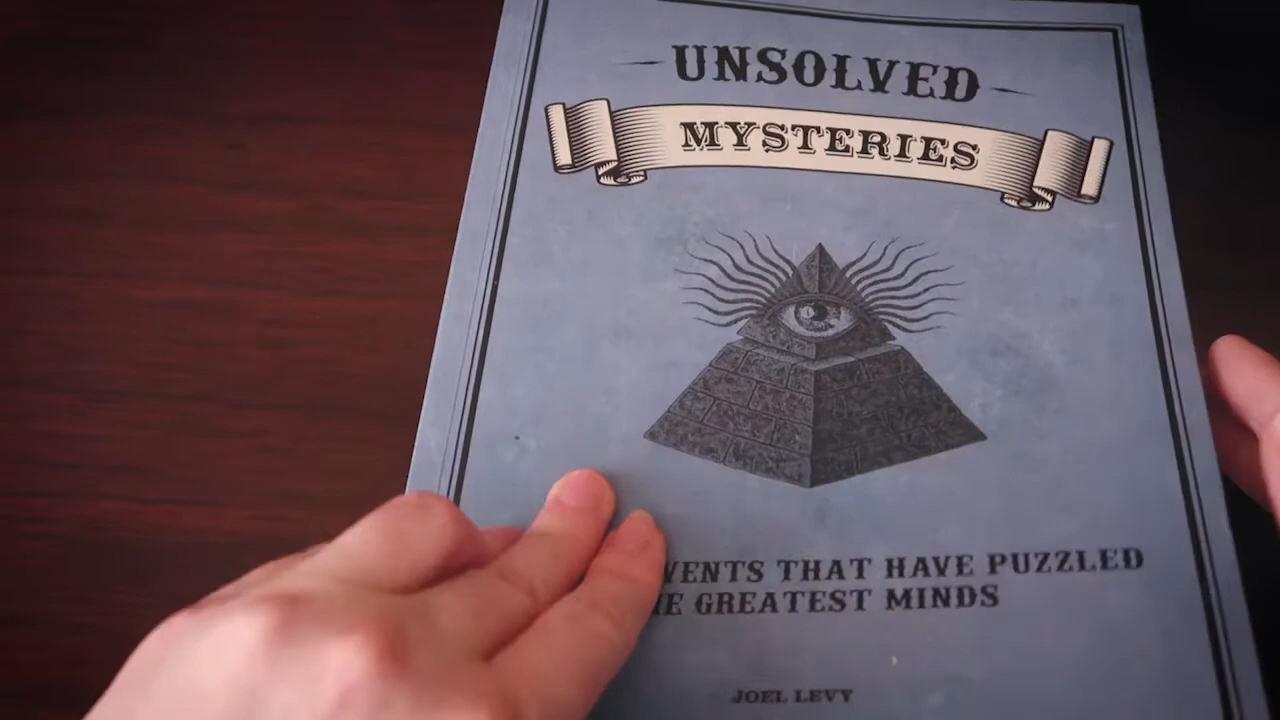 UNSOLVED
MYSTERIES
VENTS THAT HAVE PUZZLED
E GREATEST MINDS
JOEL LEVY